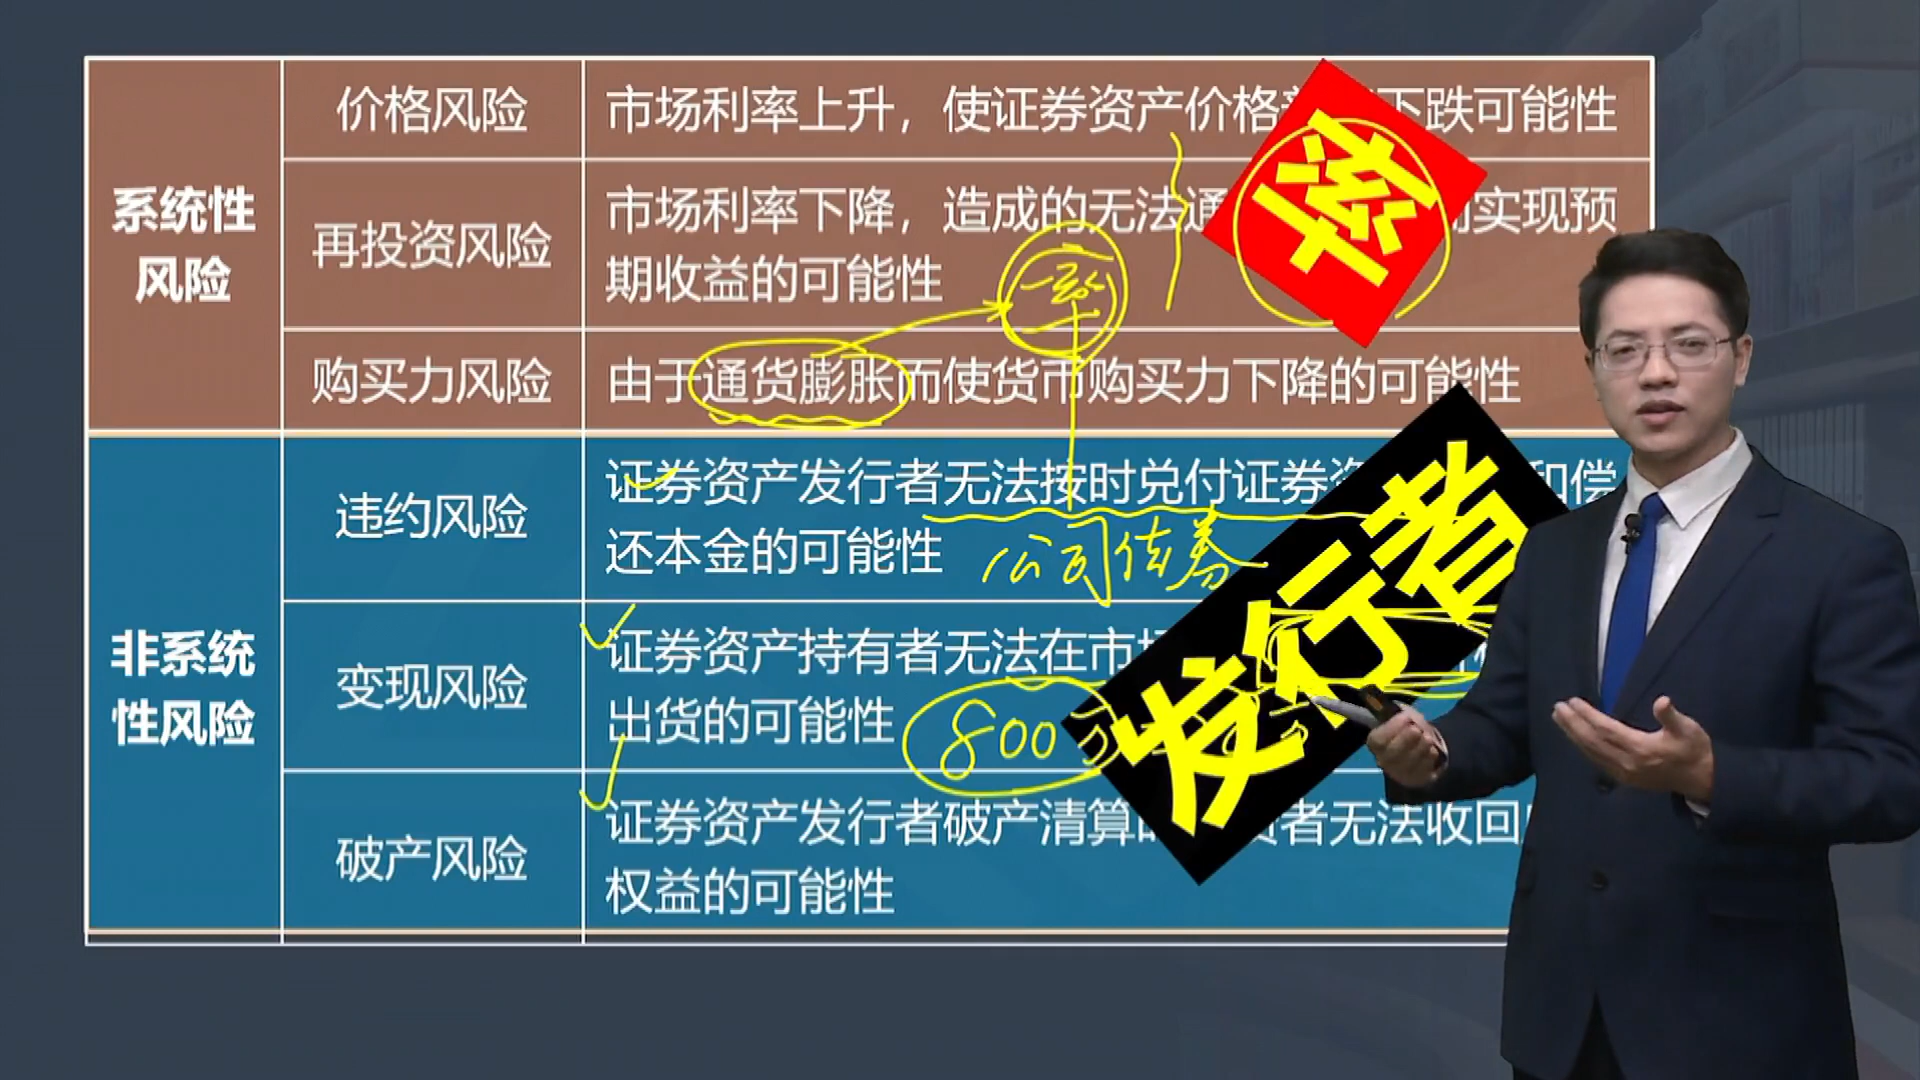 系统性
风险
价格风险
市场利率上升，使证券资产价格 下跌可能性
再投资风险
市场利率下降，造成的无法通 实现预
期收益的可能性
购买力风险
由于通货膨胀而使货币购买力下降的可能性
率
率
非系统
性风险
违约风险
证券资产发行者无法按时兑付证券资 和偿
还本金的可能性
公司债券
变现风险
证券资产持有者无法在市
出货的可能性
800万
破产风险
证券资产发行者破产清算 者无法收回
权益的可能性
发行者